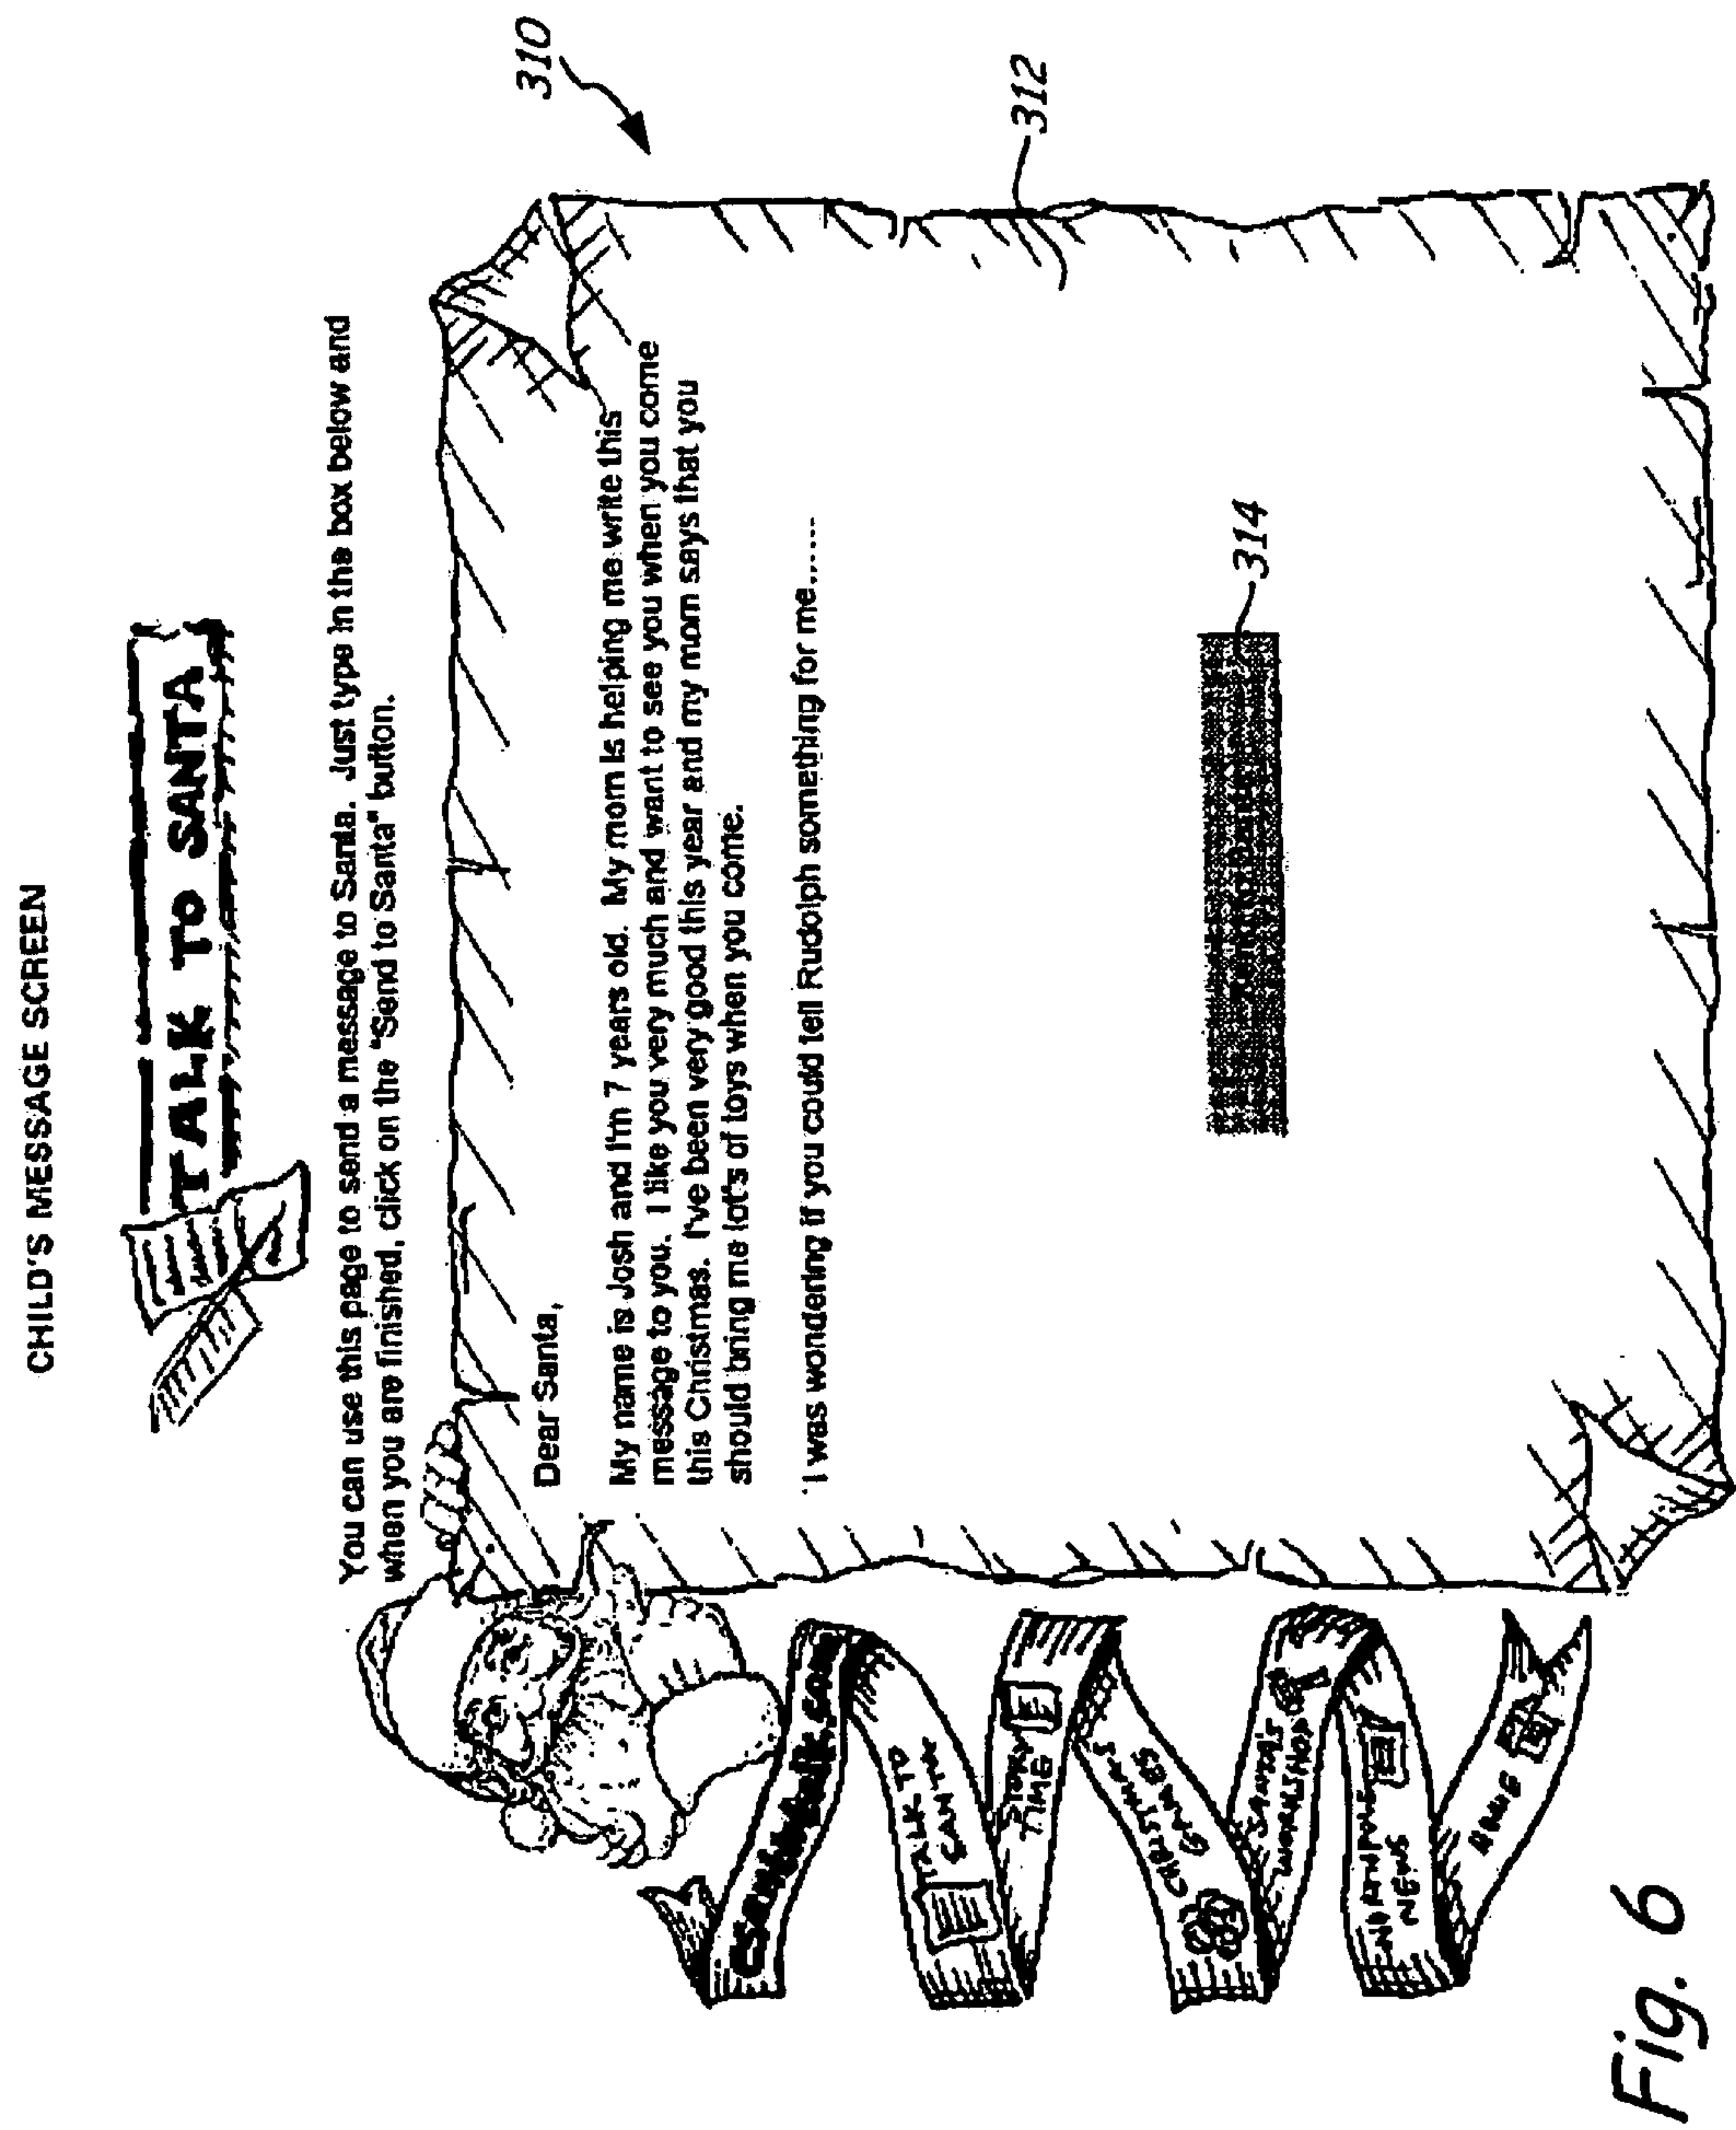 CHILD'S MESSAGE SCREEN
TALK TO SANTA
You can use this page to send a message to Santa. Just type in the box below and
when you are finished, click on the "Send to Santa" button.
310
Dear Santa,
My name is Josh and I'm 7 years old. My mom is helping me write this
message to you. I like you very much and want to see you when you come
this Christmas. I've been very good this year and my mom says that you
should bring me lot's of toys when you come.
I was wondering if you could tell Rudolph something for me......
312
314
TALK TO
SANTA
STORY
TIME
CHRISTMAS
GAMES
SANTA'S
WORKSHOP
NORTH POLE
NEWS
HOME
Fig. 6